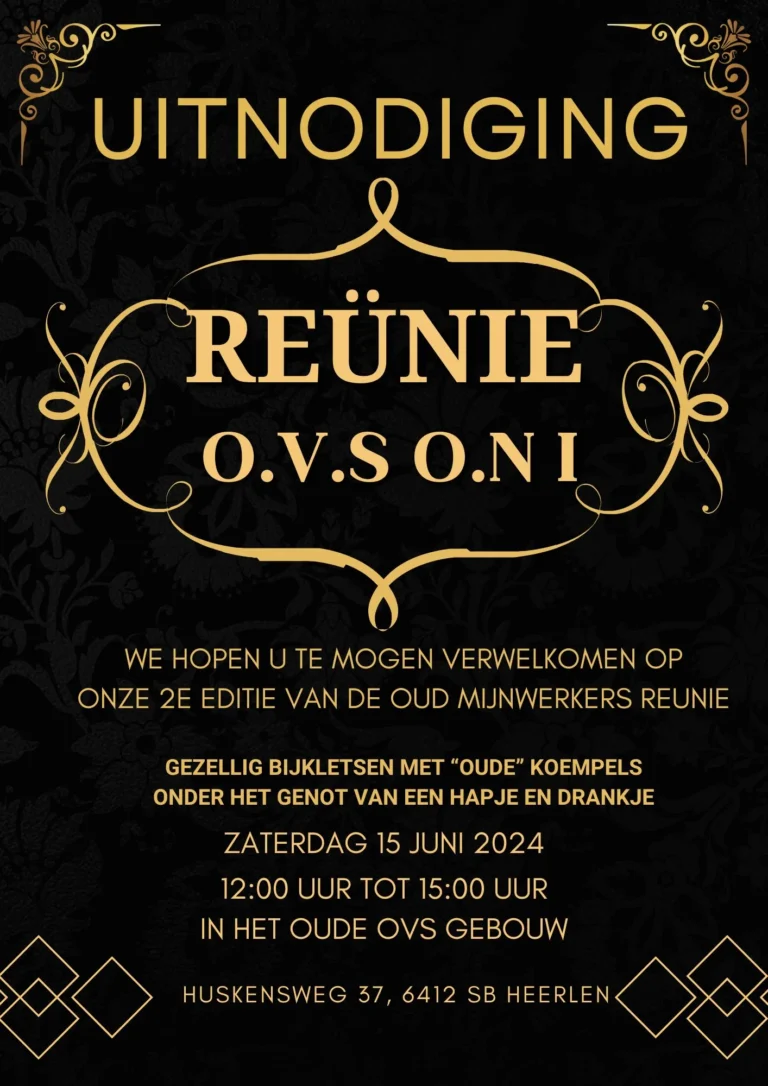 UITNODIGING
REÜNIE
O.V.S O.N I
WE HOPEN U TE MOGEN VERWELKOMEN OP
ONZE 2E EDITIE VAN DE OUD MIJNWERKERS REUNIE
GEZELLIG BIJKLETSEN MET “OUDE” KOEMPELS
ONDER HET GENOT VAN EEN HAPJE EN DRANKJE
ZATERDAG 15 JUNI 2024
12:00 UUR TOT 15:00 UUR
IN HET OUDE OVS GEBOUW
HUSKENSWEG 37, 6412 SB HEERLEN